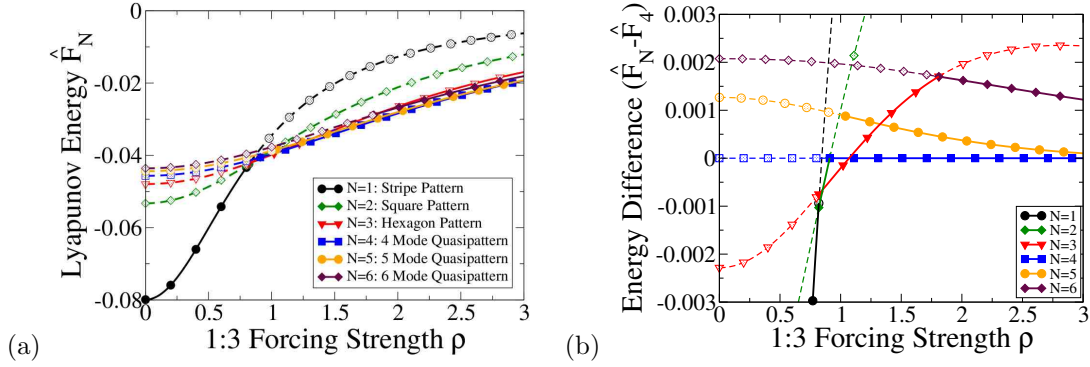 0
-0.02
-0.04
-0.06
-0.08
Lyapunov Energy F̂_N
N=1: Stripe Pattern
N=2: Square Pattern
N=3: Hexagon Pattern
N=4: 4 Mode Quasipattern
N=5: 5 Mode Quasipattern
N=6: 6 Mode Quasipattern
0 0.5 1 1.5 2 2.5 3
1:3 Forcing Strength ρ
(a)
0.003
0.002
0.001
0
-0.001
-0.002
-0.003
Energy Difference (F̂_N-F̂_4)
N=1
N=2
N=3
N=4
N=5
N=6
0 0.5 1 1.5 2 2.5 3
1:3 Forcing Strength ρ
(b)